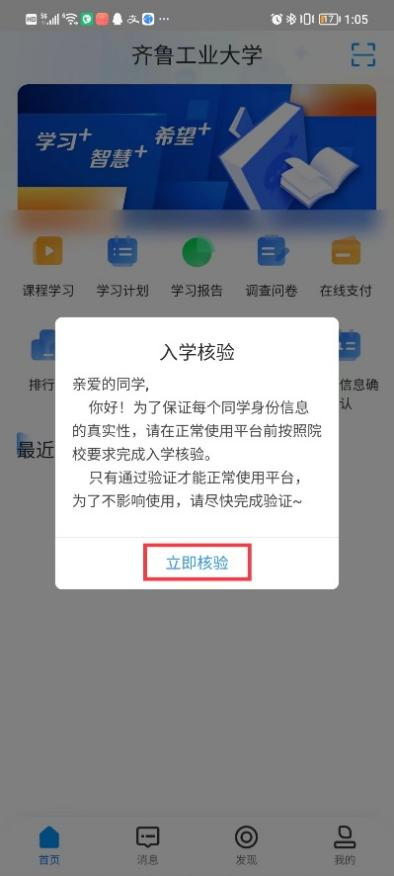 HD 5G 17 1:05
齐鲁工业大学
学习+
智慧+
希望+
课程学习 学习计划 学习报告 调查问卷 在线支付
排行
信息确
认
最近
入学核验
亲爱的同学,
你好！为了保证每个同学身份信息
的真实性，请在正常使用平台前按照院
校要求完成入学核验。
只有通过验证才能正常使用平台，
为了不影响使用，请尽快完成验证~
立即核验
首页 消息 发现 我的